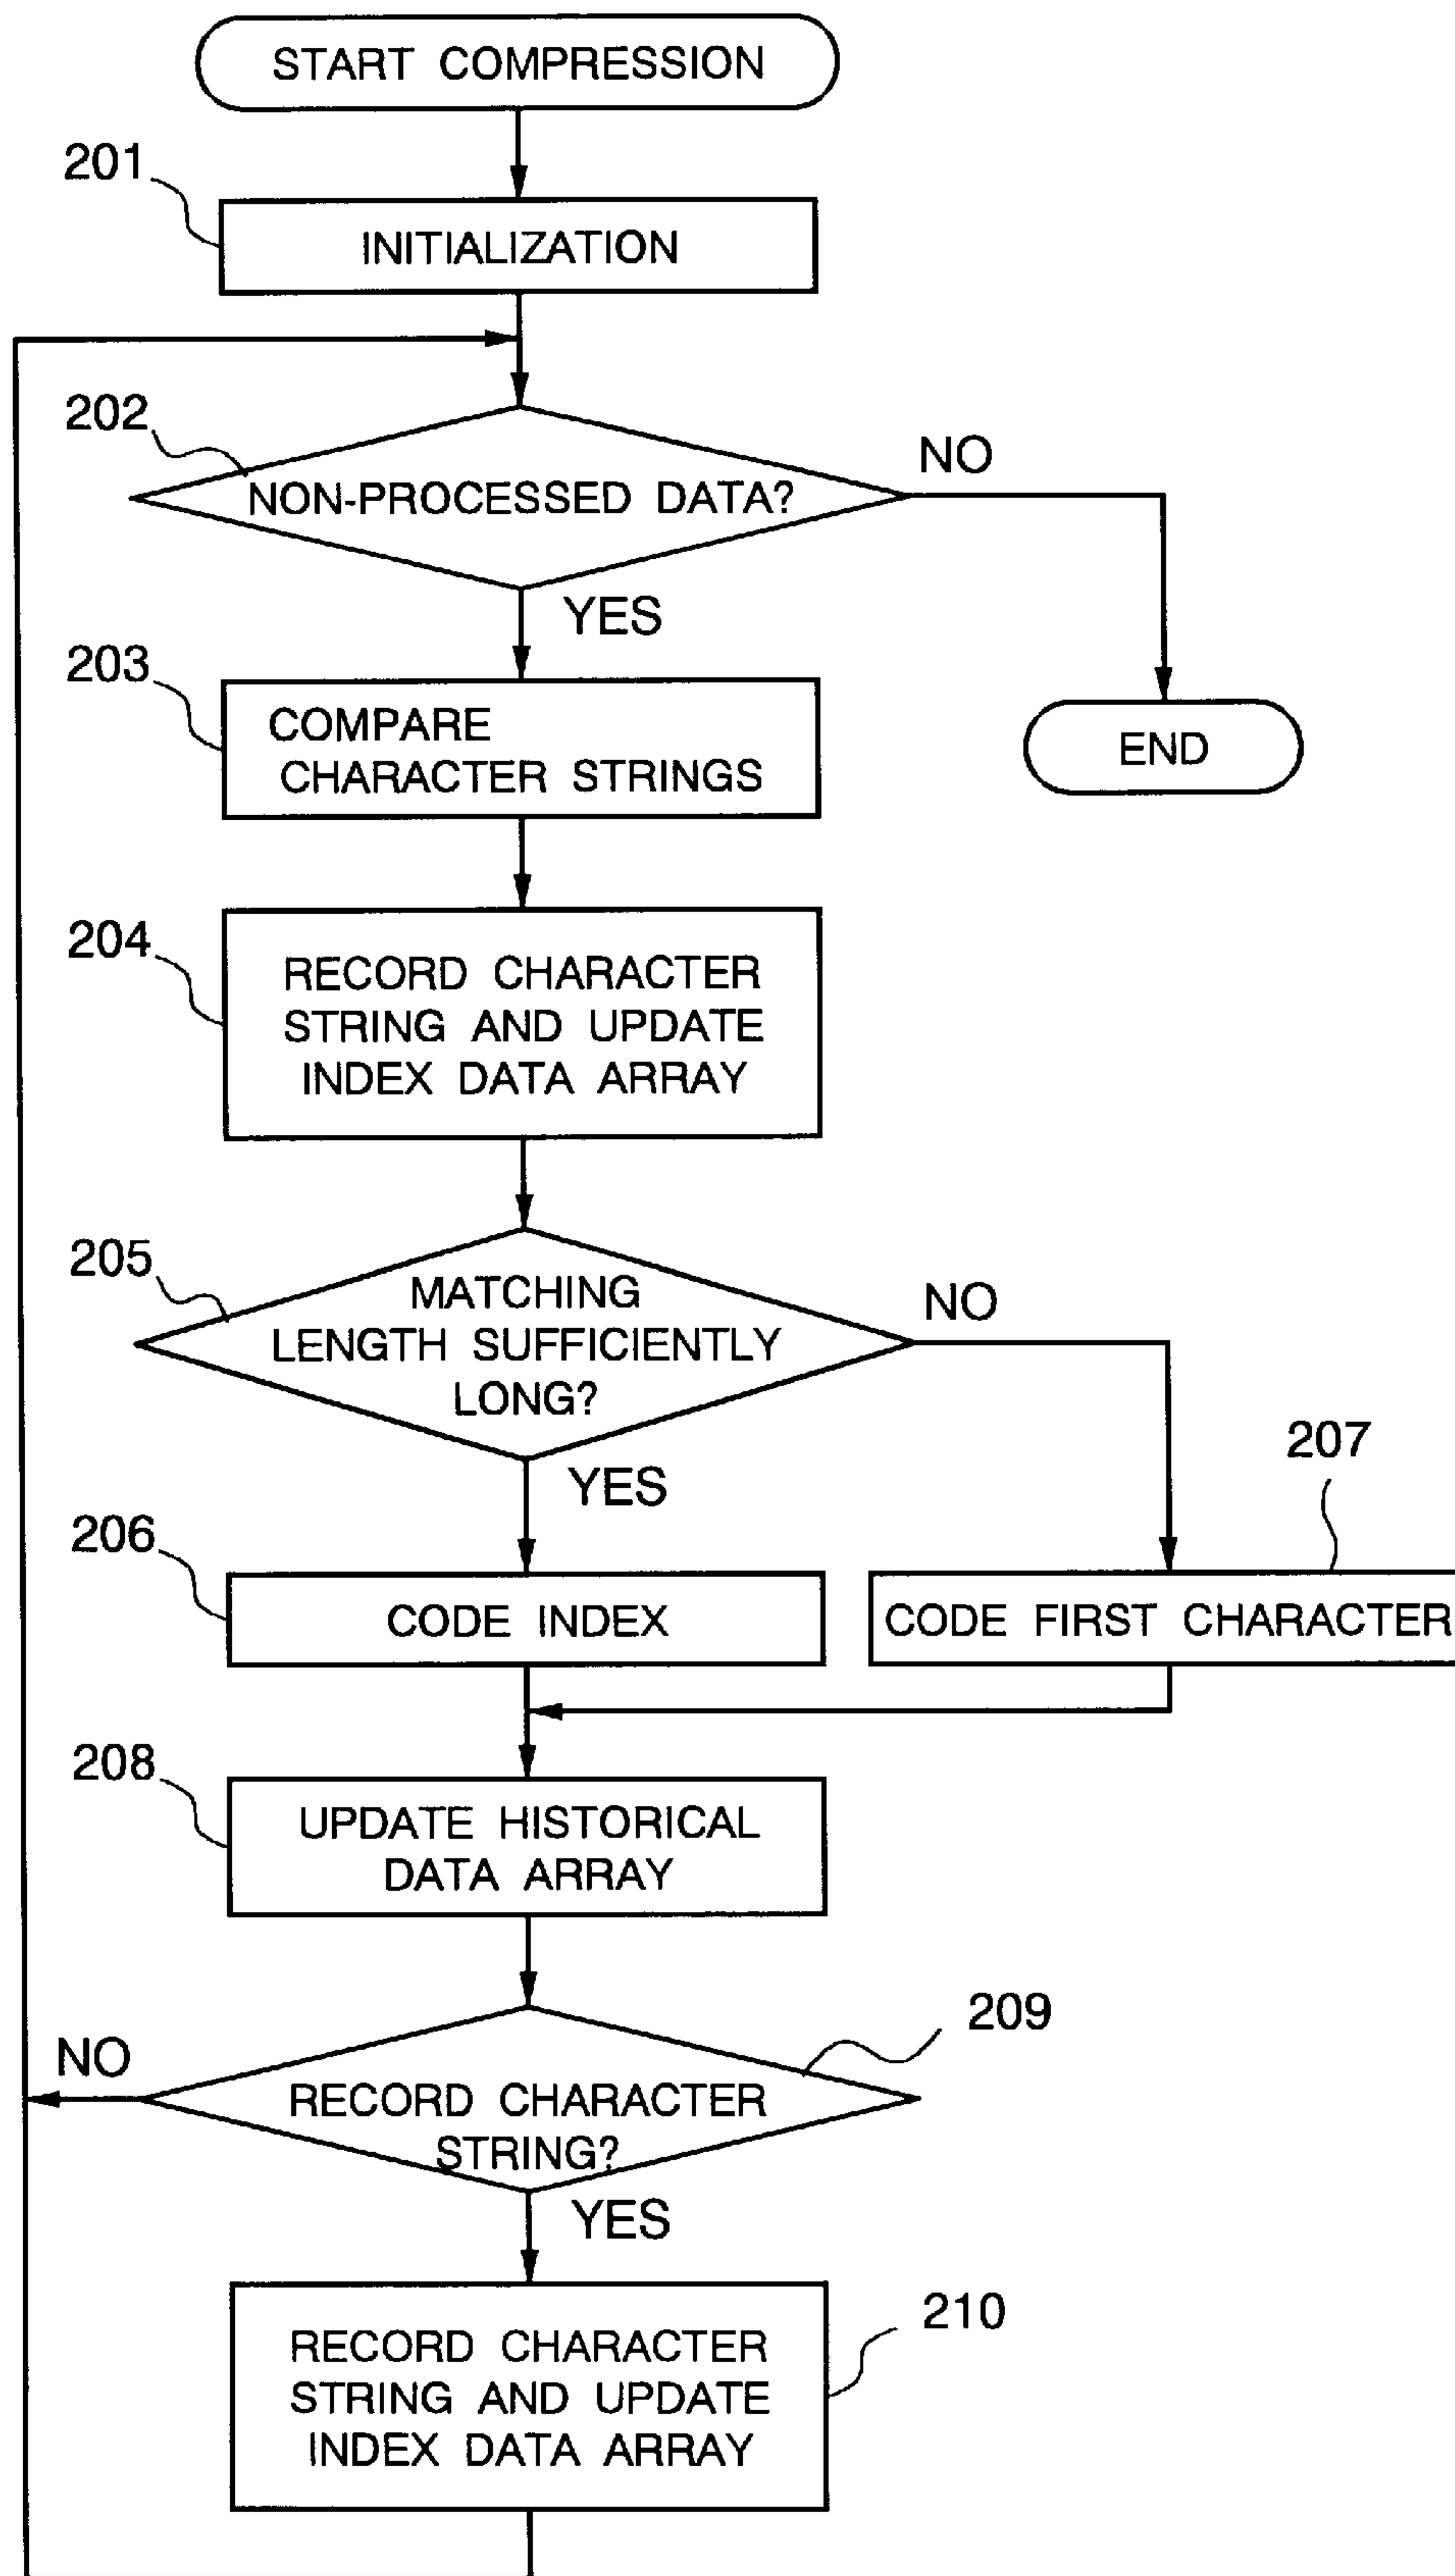 START COMPRESSION
201
INITIALIZATION
202
NON-PROCESSED DATA?
NO
YES
203
COMPARE
CHARACTER STRINGS
END
204
RECORD CHARACTER
STRING AND UPDATE
INDEX DATA ARRAY
205
MATCHING
LENGTH SUFFICIENTLY
LONG?
NO
YES
207
206
CODE INDEX
CODE FIRST CHARACTER
208
UPDATE HISTORICAL
DATA ARRAY
209
NO
RECORD CHARACTER
STRING?
YES
210
RECORD CHARACTER
STRING AND UPDATE
INDEX DATA ARRAY